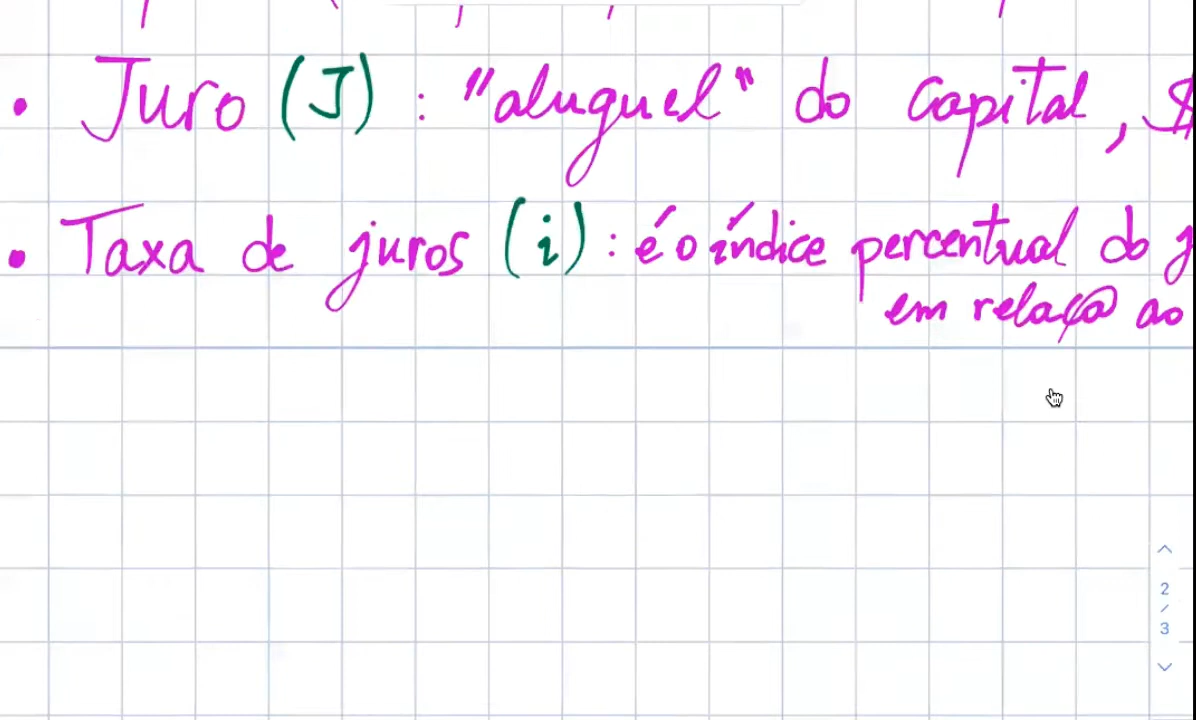 • Juro (J) : "aluguel" do capital, $
• Taxa de juros (i) : é o índice percentual do j
em relação ao
2
/
3